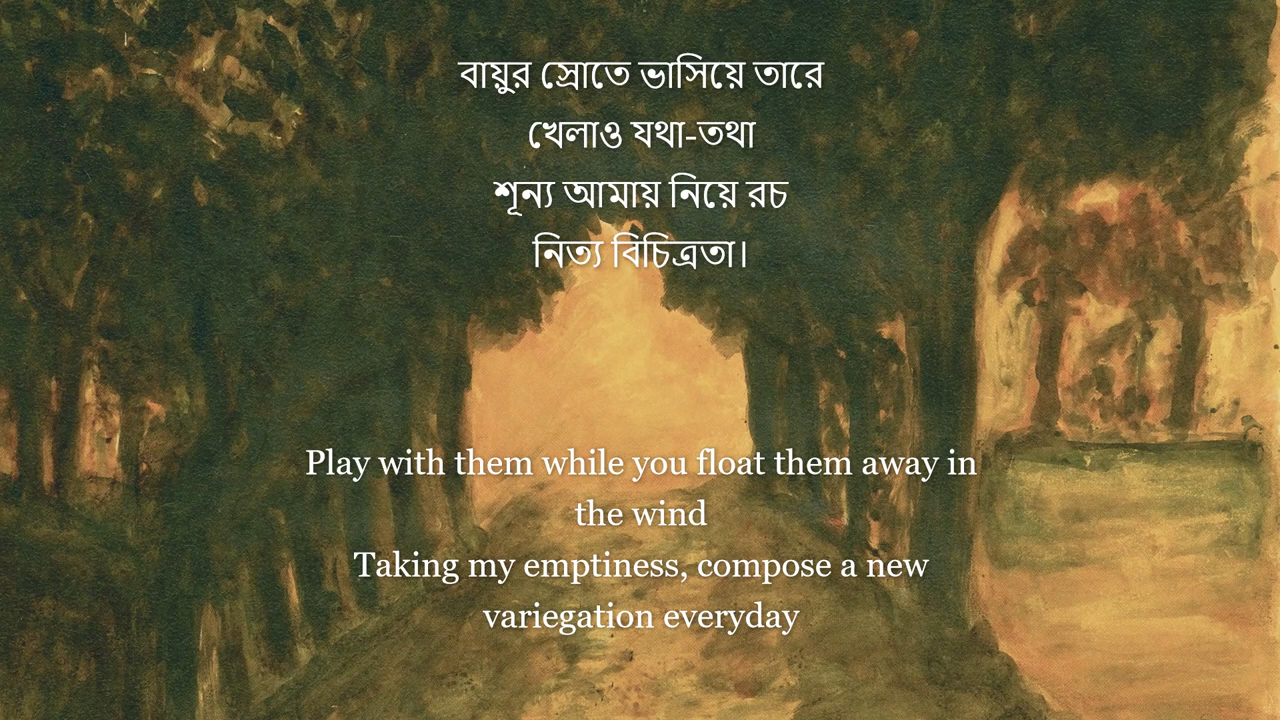 বায়ুর স্রোতে ভাসিয়ে তারে
খেলাও যথা-তথা
শূন্য আমায় নিয়ে রচ
নিত্য বিচিত্রতা।
Play with them while you float them away in
the wind
Taking my emptiness, compose a new
variegation everyday